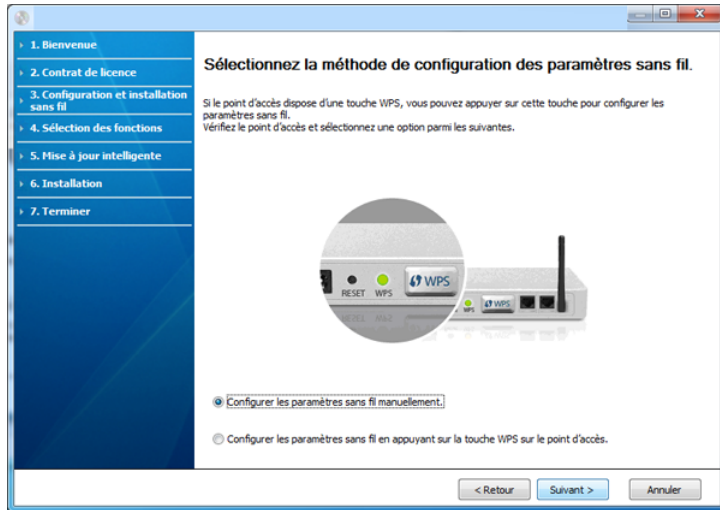 1. Bienvenue
2. Contrat de licence
3. Configuration et installation
sans fil
4. Sélection des fonctions
5. Mise à jour intelligente
6. Installation
7. Terminer
Sélectionnez la méthode de configuration des paramètres sans fil.
Si le point d'accès dispose d'une touche WPS, vous pouvez appuyer sur cette touche pour configurer les
paramètres sans fil.
Vérifiez le point d'accès et sélectionnez une option parmi les suivantes.
RESET WPS WPS
WPS WPS
Configurer les paramètres sans fil manuellement.
Configurer les paramètres sans fil en appuyant sur la touche WPS sur le point d'accès.
< Retour Suivant > Annuler